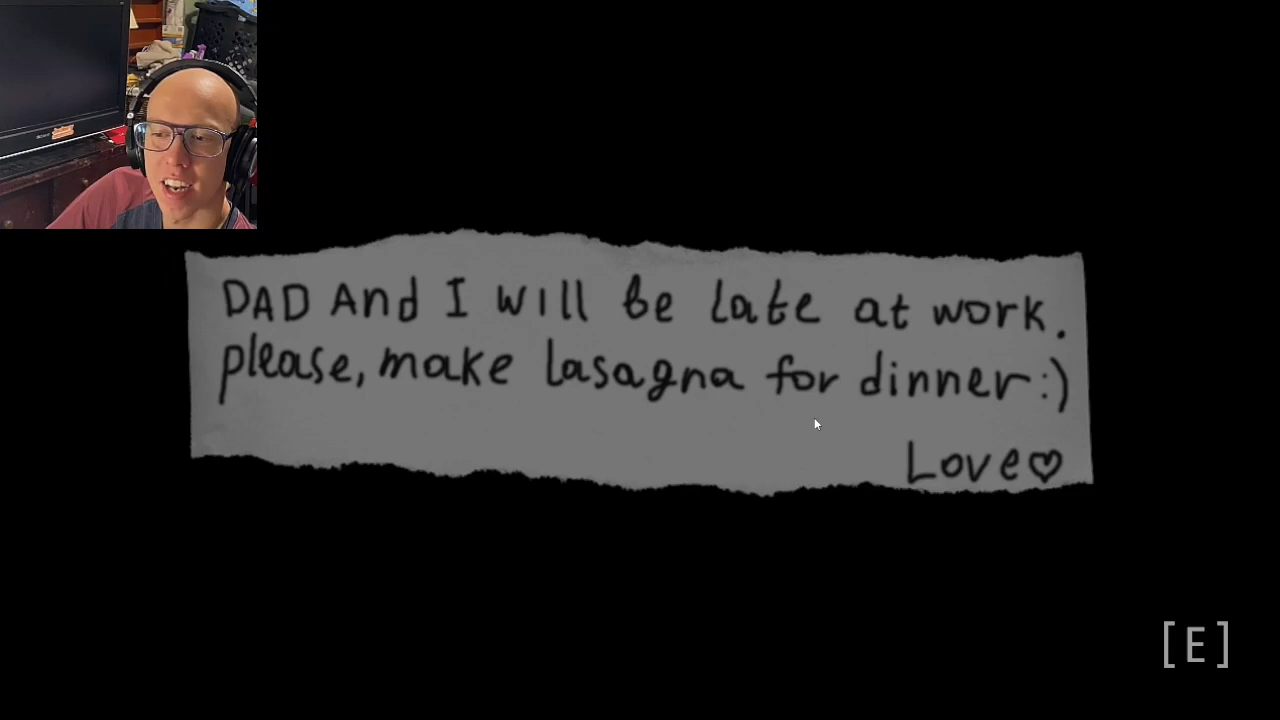 DAD And I will be late at work.
please, make lasagna for dinner:)
Love♡
[E]